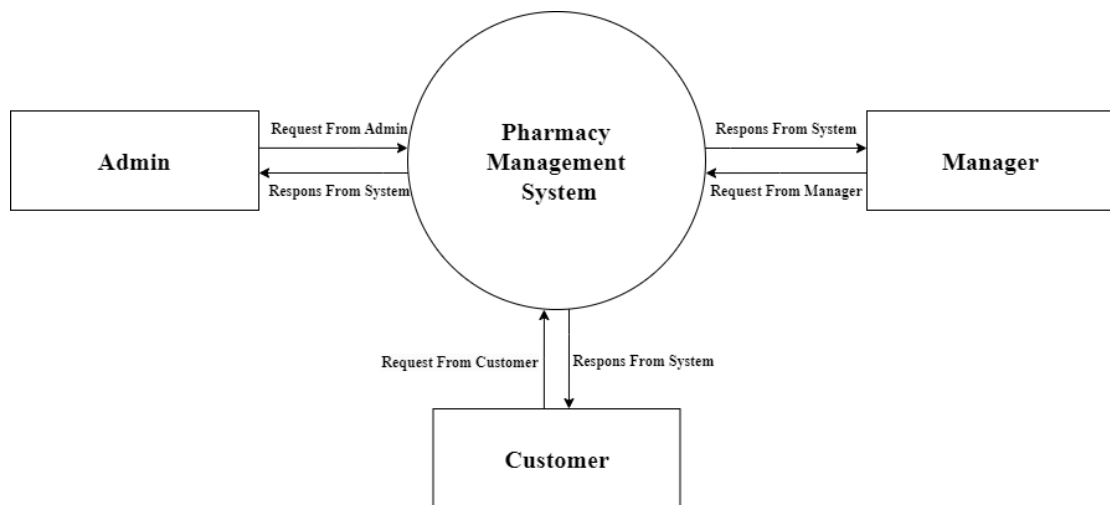 Admin
Request From Admin
Respons From System
Pharmacy
Management
System
Respons From System
Request From Manager
Manager
Request From Customer
Respons From System
Customer